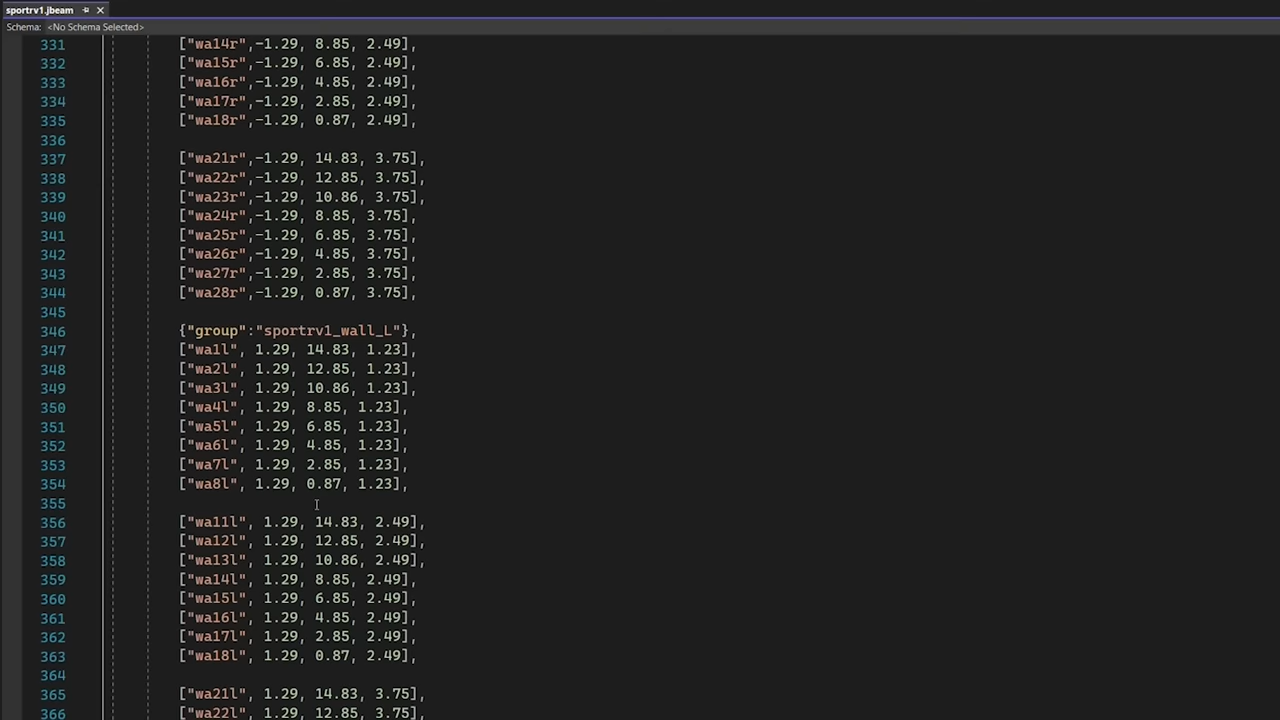 sportrv1.jbeam
Schema: <No Schema Selected>
331 ["wa14r",-1.29, 8.85, 2.49],
332 ["wa15r",-1.29, 6.85, 2.49],
333 ["wa16r",-1.29, 4.85, 2.49],
334 ["wa17r",-1.29, 2.85, 2.49],
335 ["wa18r",-1.29, 0.87, 2.49],
336
337 ["wa21r",-1.29, 14.83, 3.75],
338 ["wa22r",-1.29, 12.85, 3.75],
339 ["wa23r",-1.29, 10.86, 3.75],
340 ["wa24r",-1.29, 8.85, 3.75],
341 ["wa25r",-1.29, 6.85, 3.75],
342 ["wa26r",-1.29, 4.85, 3.75],
343 ["wa27r",-1.29, 2.85, 3.75],
344 ["wa28r",-1.29, 0.87, 3.75],
345
346 {"group":"sportrv1_wall_L"},
347 ["wa1l", 1.29, 14.83, 1.23],
348 ["wa2l", 1.29, 12.85, 1.23],
349 ["wa3l", 1.29, 10.86, 1.23],
350 ["wa4l", 1.29, 8.85, 1.23],
351 ["wa5l", 1.29, 6.85, 1.23],
352 ["wa6l", 1.29, 4.85, 1.23],
353 ["wa7l", 1.29, 2.85, 1.23],
354 ["wa8l", 1.29, 0.87, 1.23],
355
356 ["wa11l", 1.29, 14.83, 2.49],
357 ["wa12l", 1.29, 12.85, 2.49],
358 ["wa13l", 1.29, 10.86, 2.49],
359 ["wa14l", 1.29, 8.85, 2.49],
360 ["wa15l", 1.29, 6.85, 2.49],
361 ["wa16l", 1.29, 4.85, 2.49],
362 ["wa17l", 1.29, 2.85, 2.49],
363 ["wa18l", 1.29, 0.87, 2.49],
364
365 ["wa21l", 1.29, 14.83, 3.75],
366 ["wa22l", 1.29, 12.85, 3.75],